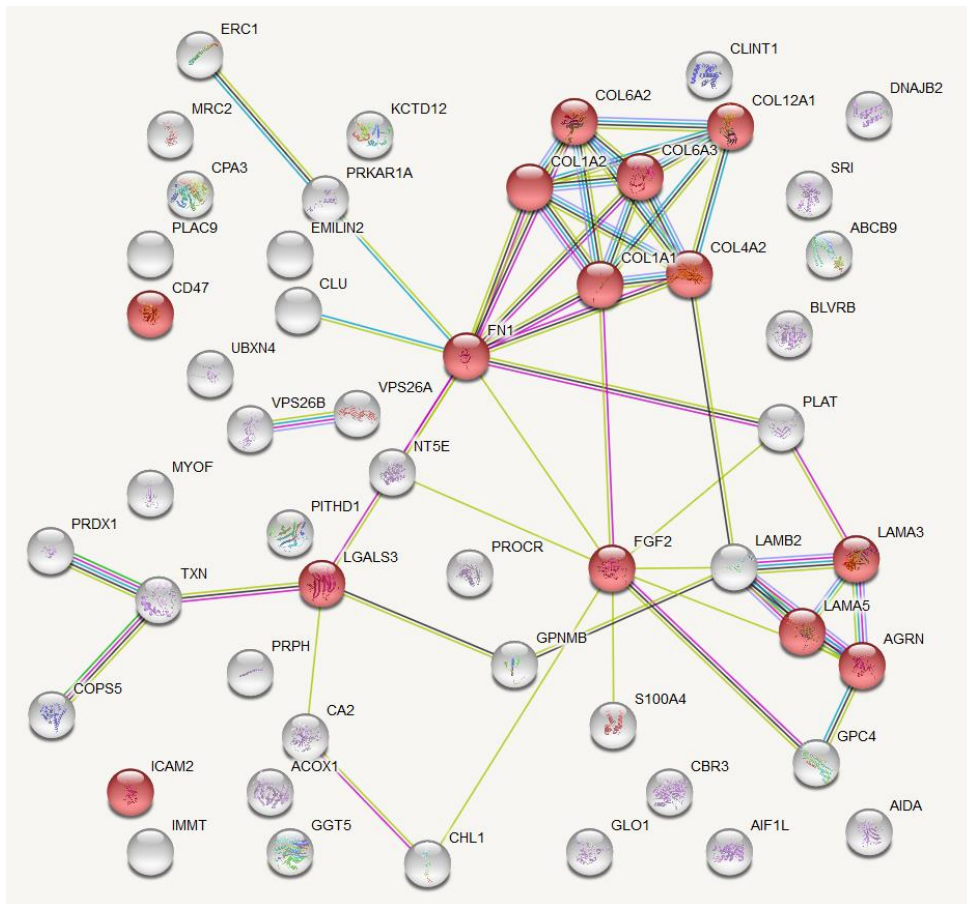 ERC1
CLINT1
DNAJB2
COL6A2
COL12A1
MRC2
KCTD12
COL6A3
COL1A2
CPA3
PRKAR1A
SRI
PLAC9
EMILIN2
ABCB9
COL1A1
COL4A2
CD47
CLU
BLVRB
FN1
UBXN4
VPS26A
VPS26B
PLAT
NT5E
MYOF
PITHD1
PRDX1
LGALS3
PROCR
FGF2
LAMB2
LAMA3
TXN
LAMA5
GPNMB
AGRN
PRPH
COPS5
S100A4
CA2
GPC4
ICAM2
ACOX1
CBR3
AIDA
IMMT
GGT5
CHL1
GLO1
AIF1L